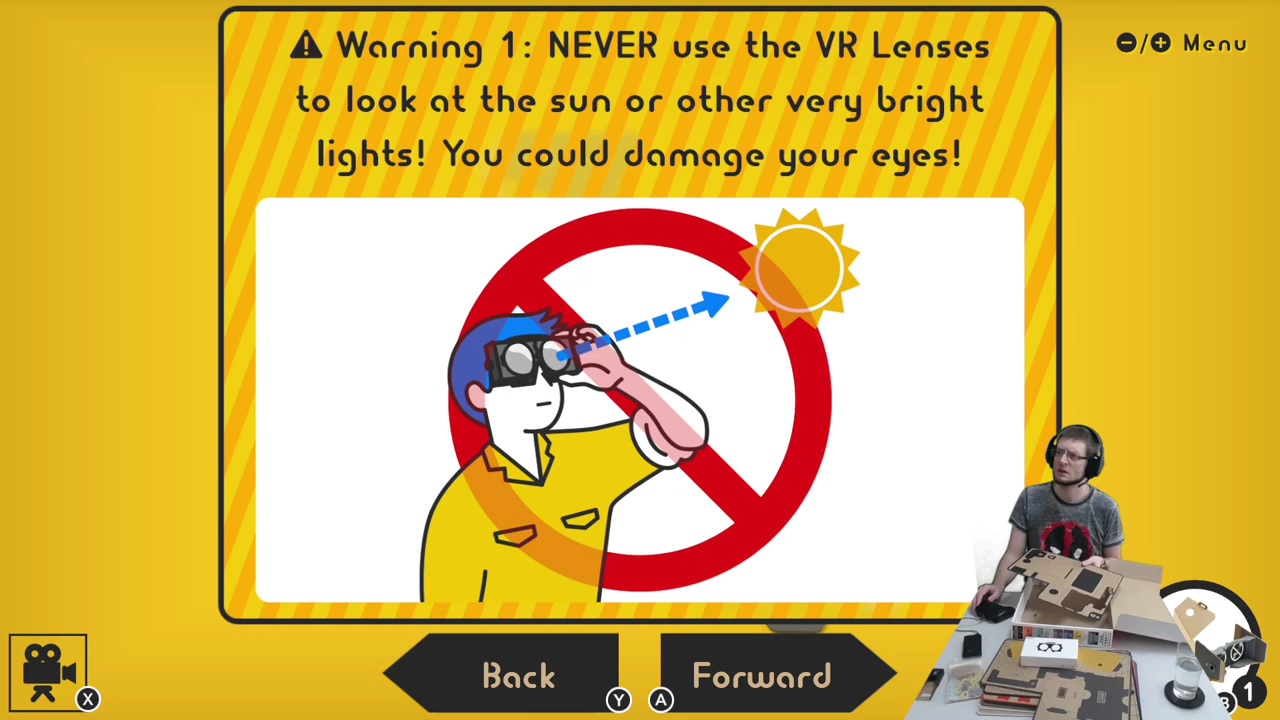 ⚠ Warning 1: NEVER use the VR Lenses
to look at the sun or other very bright
lights! You could damage your eyes!
−/+ Menu
Back
Y
A
Forward
X
1